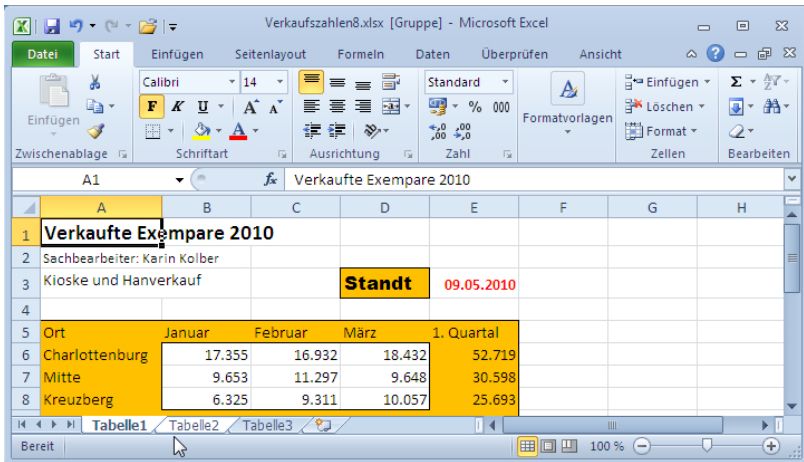 Verkaufszahlen8.xlsx [Gruppe] - Microsoft Excel
Datei Start Einfügen Seitenlayout Formeln Daten Überprüfen Ansicht
Calibri 14 Standard Einfügen Σ
Einfügen F K U A A % 000 Formatvorlagen Löschen
A ,00 ,00 Format
Zwischenablage Schriftart Ausrichtung Zahl Zellen Bearbeiten
A1 fx Verkaufte Exempare 2010
A B C D E F G H
1 Verkaufte Exempare 2010
2 Sachbearbeiter: Karin Kolber
3 Kioske und Hanverkauf Standt 09.05.2010
4
5 Ort Januar Februar März 1. Quartal
6 Charlottenburg 17.355 16.932 18.432 52.719
7 Mitte 9.653 11.297 9.648 30.598
8 Kreuzberg 6.325 9.311 10.057 25.693
Tabelle1 Tabelle2 Tabelle3
Bereit 100 %